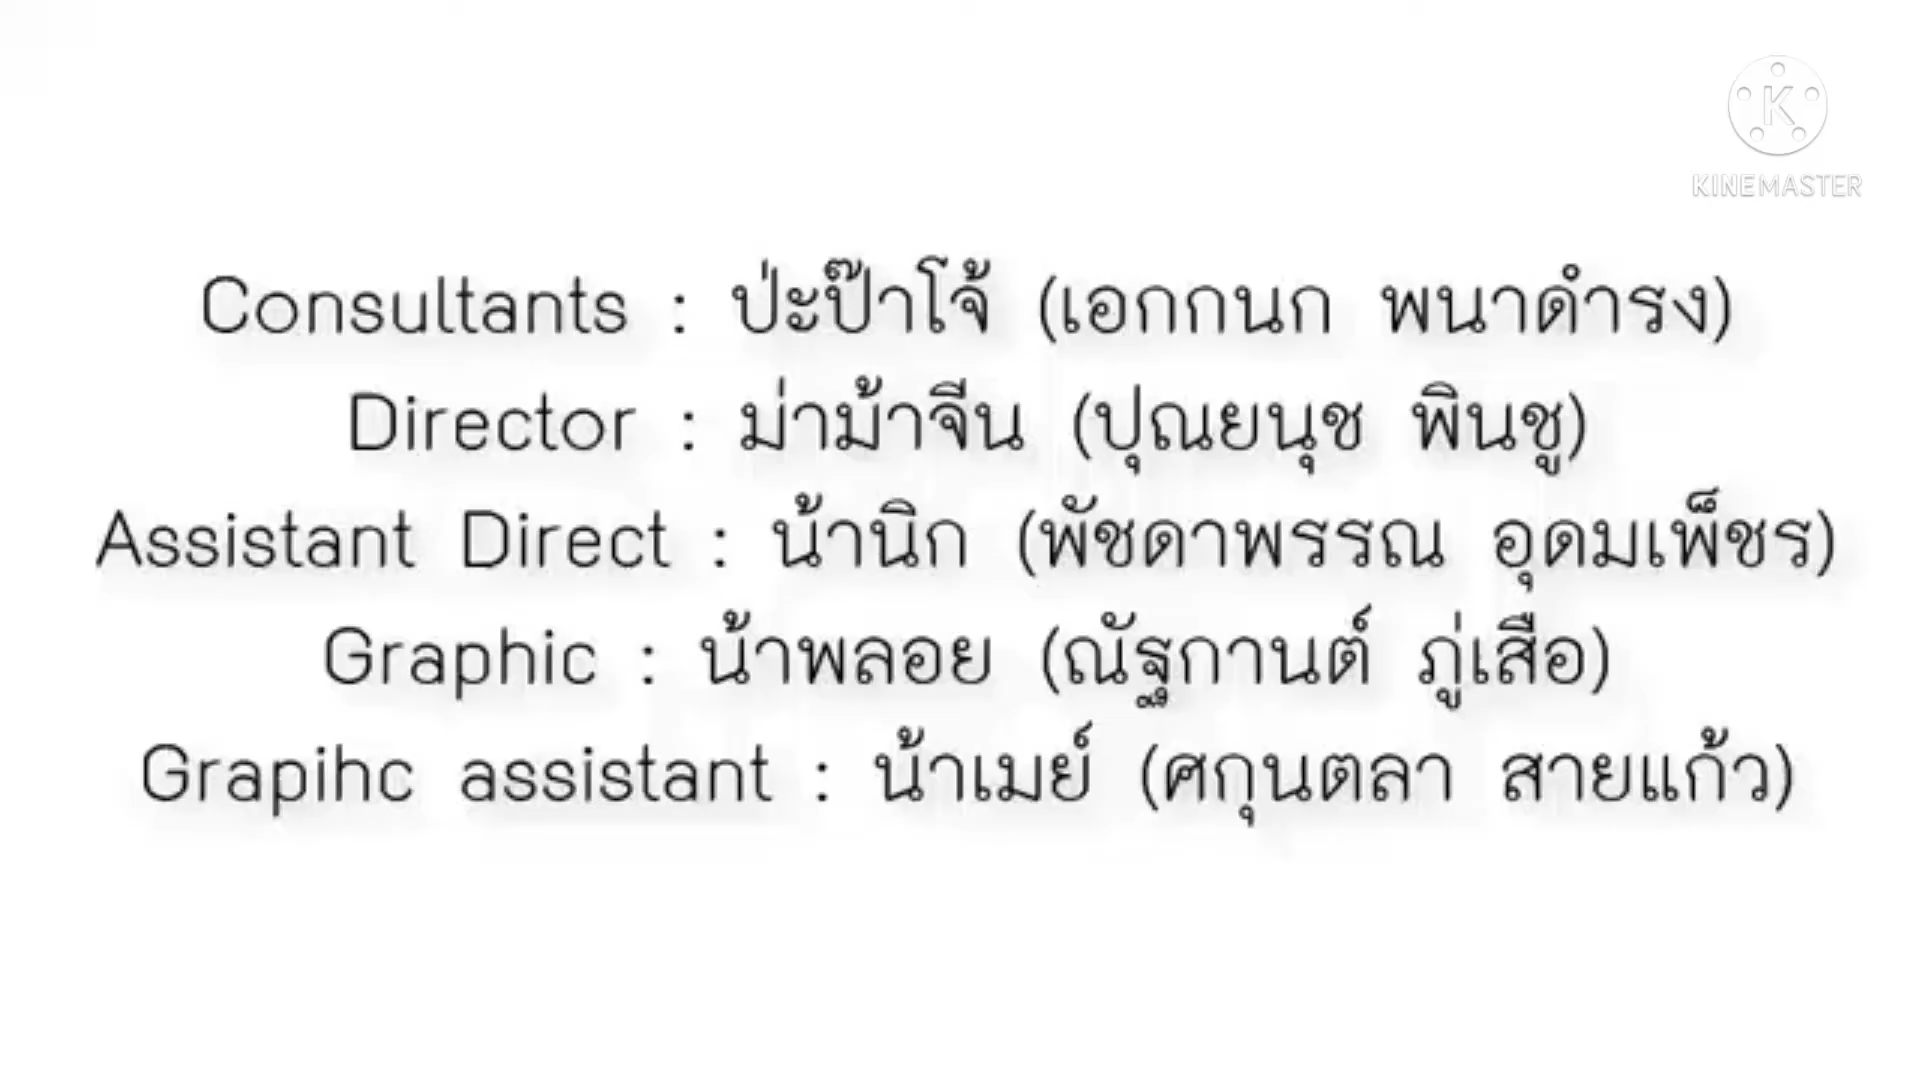 K
KINEMASTER
Consultants : ป่ะป๊าโจ้ (เอกกนก พนาดำรง)
Director : ม่าม้าจีน (ปุณยนุช พินชู)
Assistant Direct : น้านิก (พัชดาพรรณ อุดมเพ็ชร)
Graphic : น้าพลอย (ณัฐกานต์ ภู่เสือ)
Grapihc assistant : น้าเมย์ (ศกุนตลา สายแก้ว)